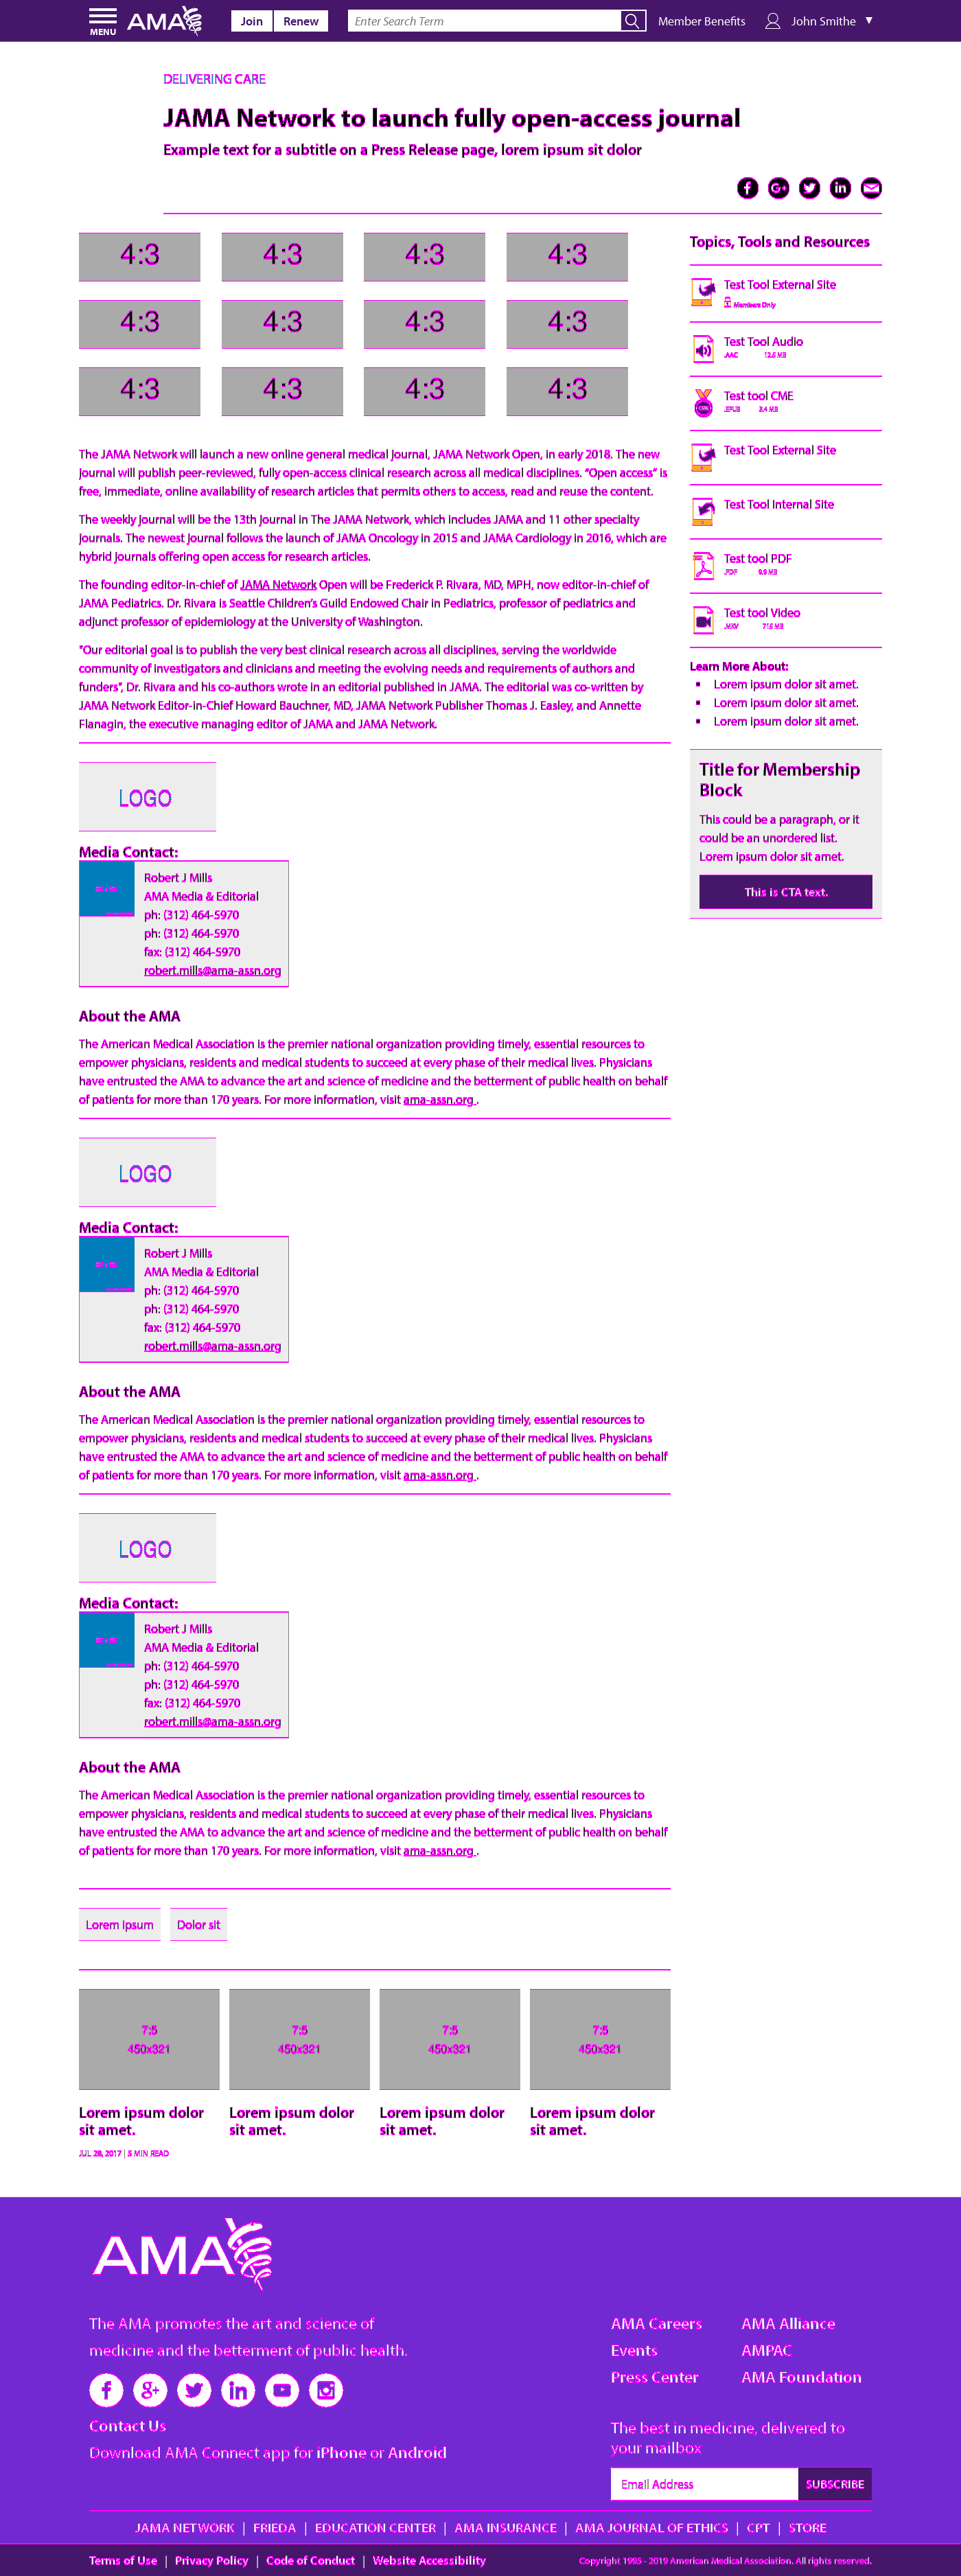 MENU
AMA
Join
Renew
Enter Search Term
Member Benefits
John Smithe
DELIVERING CARE
JAMA Network to launch fully open-access journal
Example text for a subtitle on a Press Release page, lorem ipsum sit dolor
4:3 4:3 4:3 4:3
4:3 4:3 4:3 4:3
4:3 4:3 4:3 4:3
The JAMA Network will launch a new online general medical journal, JAMA Network Open, in early 2018. The new
journal will publish peer-reviewed, fully open-access clinical research across all medical disciplines. “Open access” is
free, immediate, online availability of research articles that permits others to access, read and reuse the content.
The weekly journal will be the 13th journal in The JAMA Network, which includes JAMA and 11 other specialty
journals. The newest journal follows the launch of JAMA Oncology in 2015 and JAMA Cardiology in 2016, which are
hybrid journals offering open access for research articles.
The founding editor-in-chief of JAMA Network Open will be Frederick P. Rivara, MD, MPH, now editor-in-chief of
JAMA Pediatrics. Dr. Rivara is Seattle Children’s Guild Endowed Chair in Pediatrics, professor of pediatrics and
adjunct professor of epidemiology at the University of Washington.
"Our editorial goal is to publish the very best clinical research across all disciplines, serving the worldwide
community of investigators and clinicians and meeting the evolving needs and requirements of authors and
funders", Dr. Rivara and his co-authors wrote in an editorial published in JAMA. The editorial was co-written by
JAMA Network Editor-in-Chief Howard Bauchner, MD, JAMA Network Publisher Thomas J. Easley, and Annette
Flanagin, the executive managing editor of JAMA and JAMA Network.
LOGO
Media Contact:
Robert J Mills
AMA Media & Editorial
ph: (312) 464-5970
ph: (312) 464-5970
fax: (312) 464-5970
robert.mills@ama-assn.org
About the AMA
The American Medical Association is the premier national organization providing timely, essential resources to
empower physicians, residents and medical students to succeed at every phase of their medical lives. Physicians
have entrusted the AMA to advance the art and science of medicine and the betterment of public health on behalf
of patients for more than 170 years. For more information, visit ama-assn.org .
LOGO
Media Contact:
Robert J Mills
AMA Media & Editorial
ph: (312) 464-5970
ph: (312) 464-5970
fax: (312) 464-5970
robert.mills@ama-assn.org
About the AMA
The American Medical Association is the premier national organization providing timely, essential resources to
empower physicians, residents and medical students to succeed at every phase of their medical lives. Physicians
have entrusted the AMA to advance the art and science of medicine and the betterment of public health on behalf
of patients for more than 170 years. For more information, visit ama-assn.org .
LOGO
Media Contact:
Robert J Mills
AMA Media & Editorial
ph: (312) 464-5970
ph: (312) 464-5970
fax: (312) 464-5970
robert.mills@ama-assn.org
About the AMA
The American Medical Association is the premier national organization providing timely, essential resources to
empower physicians, residents and medical students to succeed at every phase of their medical lives. Physicians
have entrusted the AMA to advance the art and science of medicine and the betterment of public health on behalf
of patients for more than 170 years. For more information, visit ama-assn.org .
Lorem ipsum
Dolor sit
7:5 7:5 7:5 7:5
450x321 450x321 450x321 450x321
Lorem ipsum dolor
sit amet.
JUL 28, 2017 | 5 MIN READ
Lorem ipsum dolor
sit amet.
Lorem ipsum dolor
sit amet.
Lorem ipsum dolor
sit amet.
Topics, Tools and Resources
Test Tool External Site
Members Only
Test Tool Audio
.AAC 12.5 MB
Test tool CME
.EPUB 2.4 MB
Test Tool External Site
Test Tool Internal Site
Test tool PDF
.PDF 9.9 MB
Test tool Video
Learn More About:
Lorem ipsum dolor sit amet.
Lorem ipsum dolor sit amet.
Lorem ipsum dolor sit amet.
Title for Membership
Block
This could be a paragraph, or it
could be an unordered list.
Lorem ipsum dolor sit amet.
This is CTA text.
AMA
The AMA promotes the art and science of
medicine and the betterment of public health.
Contact Us
Download AMA Connect app for iPhone or Android
AMA Careers
Events
Press Center
AMA Alliance
AMPAC
AMA Foundation
The best in medicine, delivered to
your mailbox
Email Address
SUBSCRIBE
JAMA NETWORK | FRIEDA | EDUCATION CENTER | AMA INSURANCE | AMA JOURNAL OF ETHICS | CPT | STORE
Terms of Use | Privacy Policy | Code of Conduct | Website Accessibility
Copyright 1995 - 2019 American Medical Association. All rights reserved.